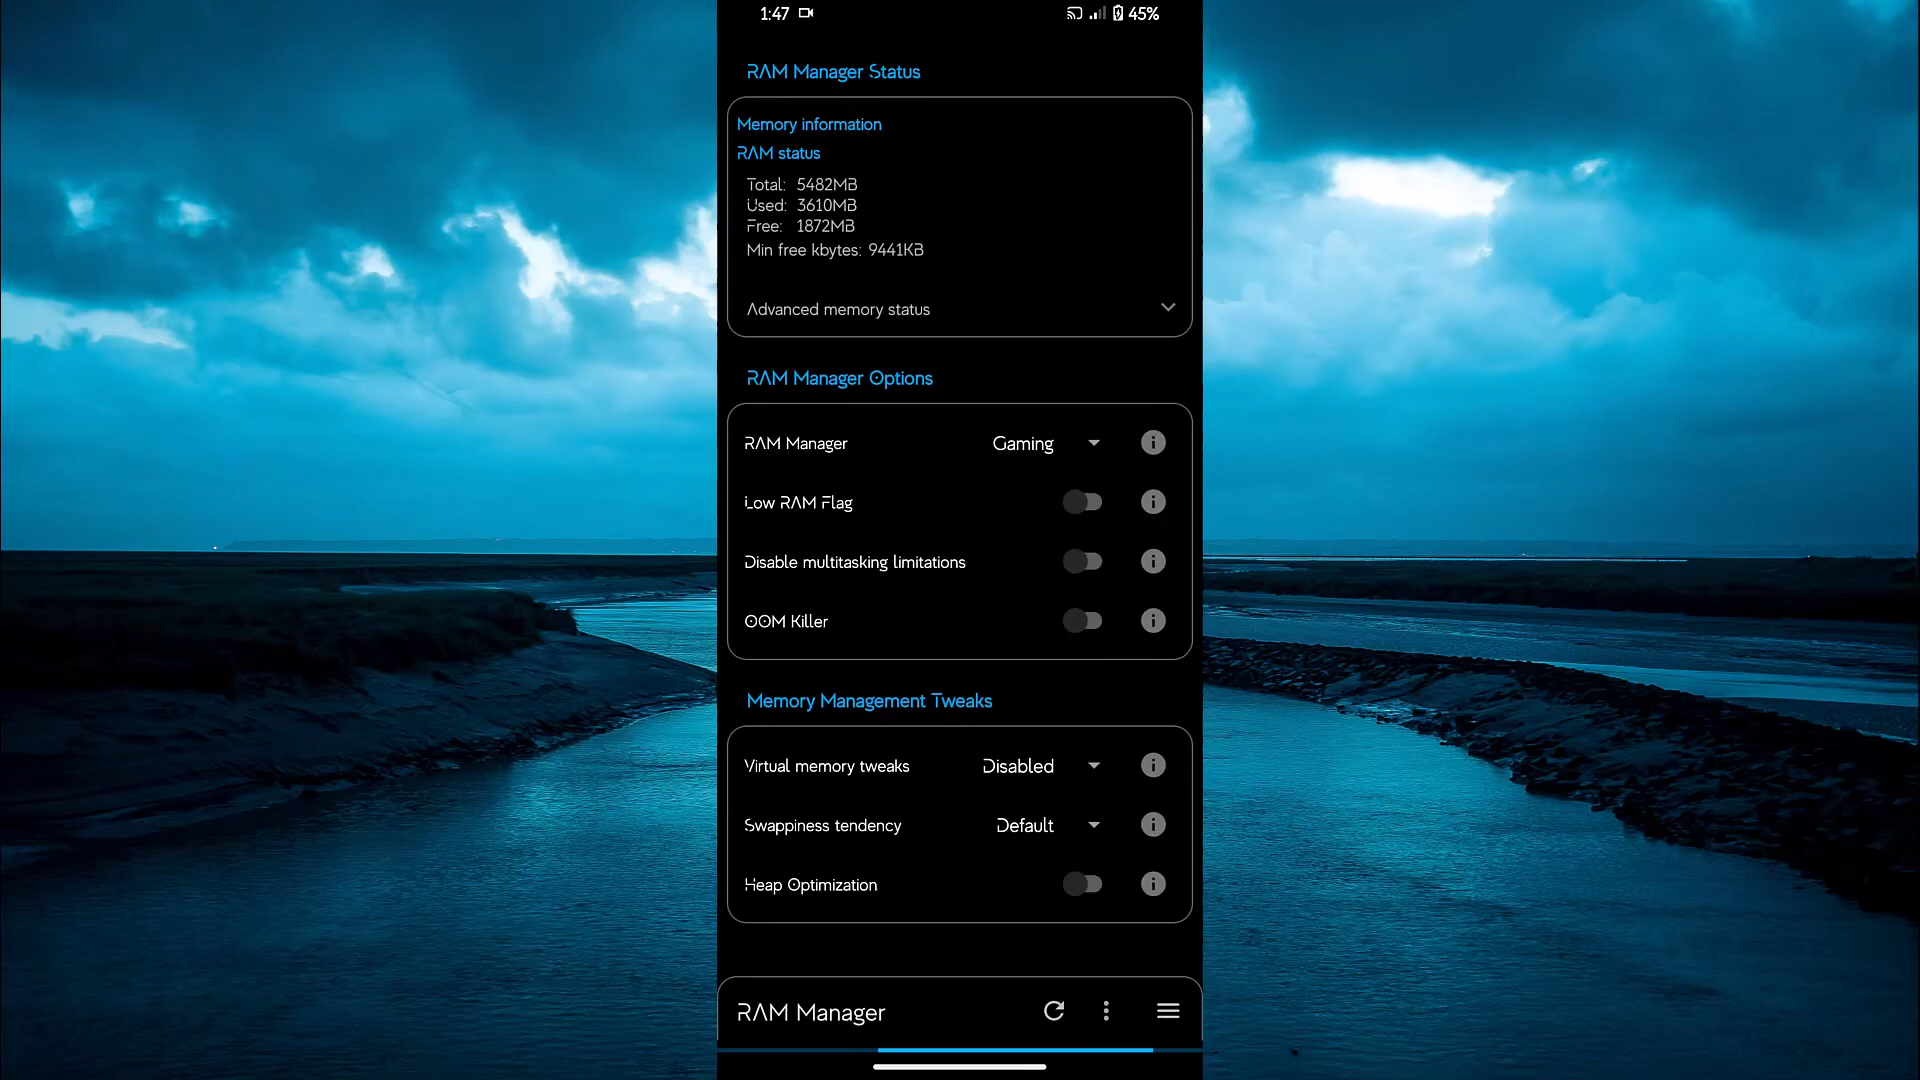 1:47 45%
RAM Manager Status
Memory information
RAM status
Total: 5482MB
Used: 3610MB
Free: 1872MB
Min free kbytes: 9441KB
Advanced memory status
RAM Manager Options
RAM Manager Gaming
Low RAM Flag
Disable multitasking limitations
OOM Killer
Memory Management Tweaks
Virtual memory tweaks Disabled
Swappiness tendency Default
Heap Optimization
RAM Manager